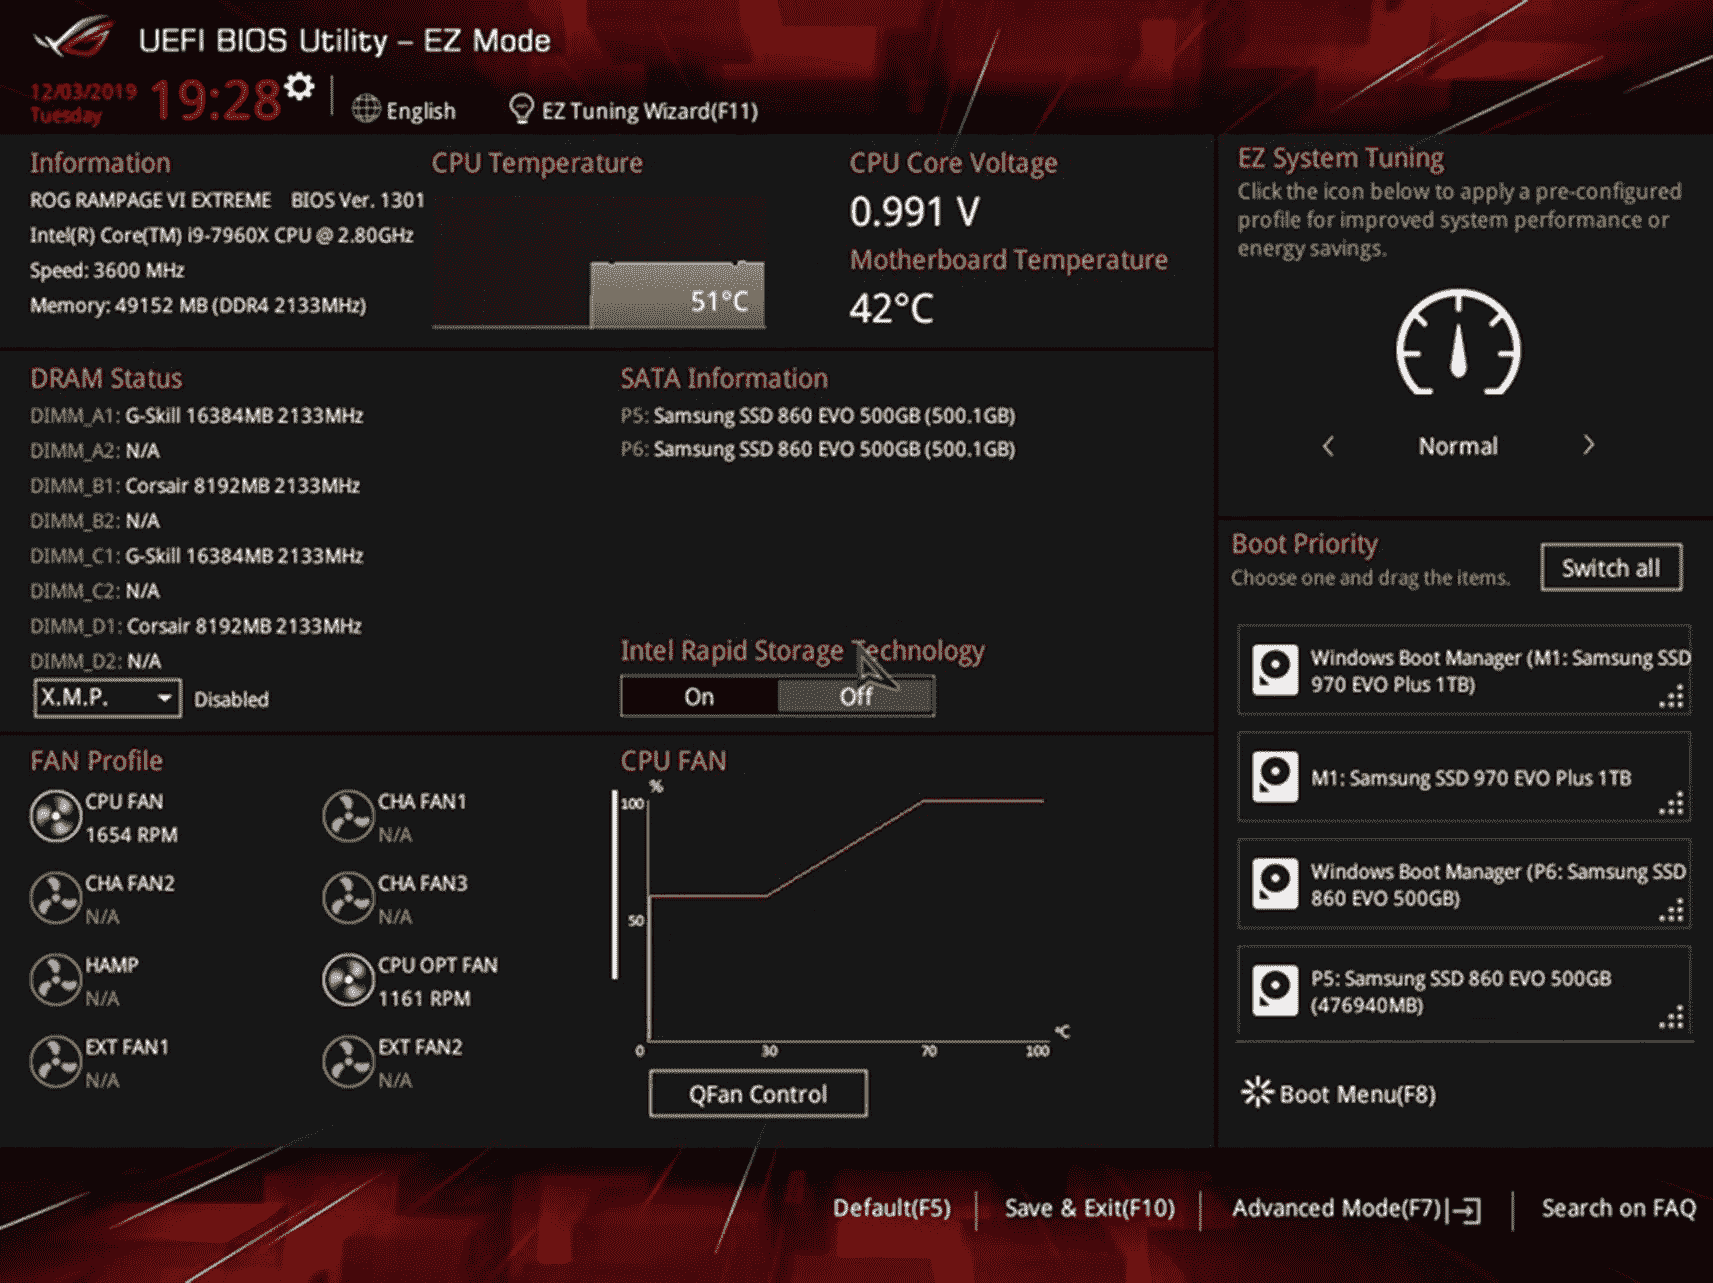 UEFI BIOS Utility – EZ Mode
12/03/2019
Tuesday
19:28
English
EZ Tuning Wizard(F11)
Information
ROG RAMPAGE VI EXTREME BIOS Ver. 1301
Intel(R) Core(TM) i9-7960X CPU @ 2.80GHz
Speed: 3600 MHz
Memory: 49152 MB (DDR4 2133MHz)
CPU Temperature
51°C
CPU Core Voltage
0.991 V
Motherboard Temperature
42°C
EZ System Tuning
Click the icon below to apply a pre-configured
profile for improved system performance or
energy savings.
Normal
DRAM Status
DIMM_A1: G-Skill 16384MB 2133MHz
DIMM_A2: N/A
DIMM_B1: Corsair 8192MB 2133MHz
DIMM_B2: N/A
DIMM_C1: G-Skill 16384MB 2133MHz
DIMM_C2: N/A
DIMM_D1: Corsair 8192MB 2133MHz
DIMM_D2: N/A
X.M.P.
Disabled
SATA Information
P5: Samsung SSD 860 EVO 500GB (500.1GB)
P6: Samsung SSD 860 EVO 500GB (500.1GB)
Intel Rapid Storage Technology
On
Off
Boot Priority
Choose one and drag the items.
Switch all
Windows Boot Manager (M1: Samsung SSD
970 EVO Plus 1TB)
M1: Samsung SSD 970 EVO Plus 1TB
Windows Boot Manager (P6: Samsung SSD
860 EVO 500GB)
P5: Samsung SSD 860 EVO 500GB
(476940MB)
Boot Menu(F8)
FAN Profile
CPU FAN
1654 RPM
CHA FAN1
N/A
CHA FAN2
N/A
CHA FAN3
N/A
HAMP
N/A
CPU OPT FAN
1161 RPM
EXT FAN1
N/A
EXT FAN2
N/A
CPU FAN
%
100
50
°C
0
30
70
100
QFan Control
Default(F5)
Save & Exit(F10)
Advanced Mode(F7)
Search on FAQ